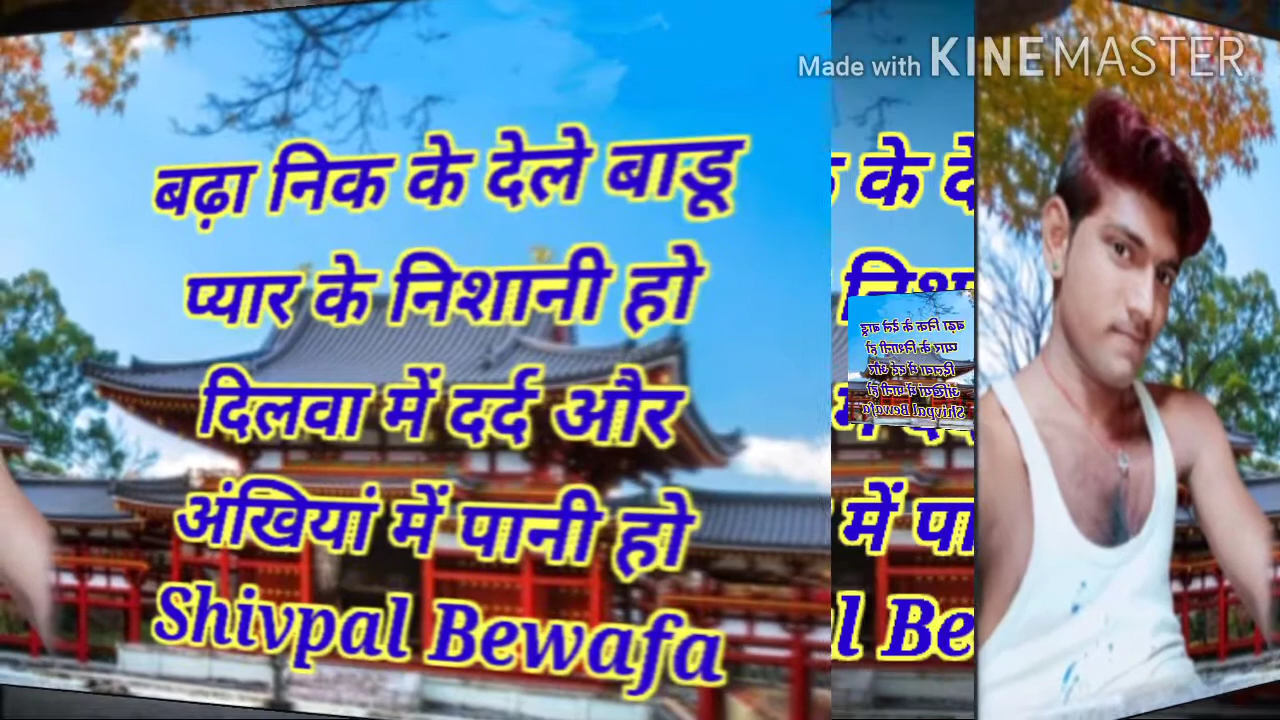 Made with KINEMASTER
बढ़ा निक के देले बाडू
प्यार के निशानी हो
दिलवा में दर्द और
अंखियां में पानी हो
Shivpal Bewafa